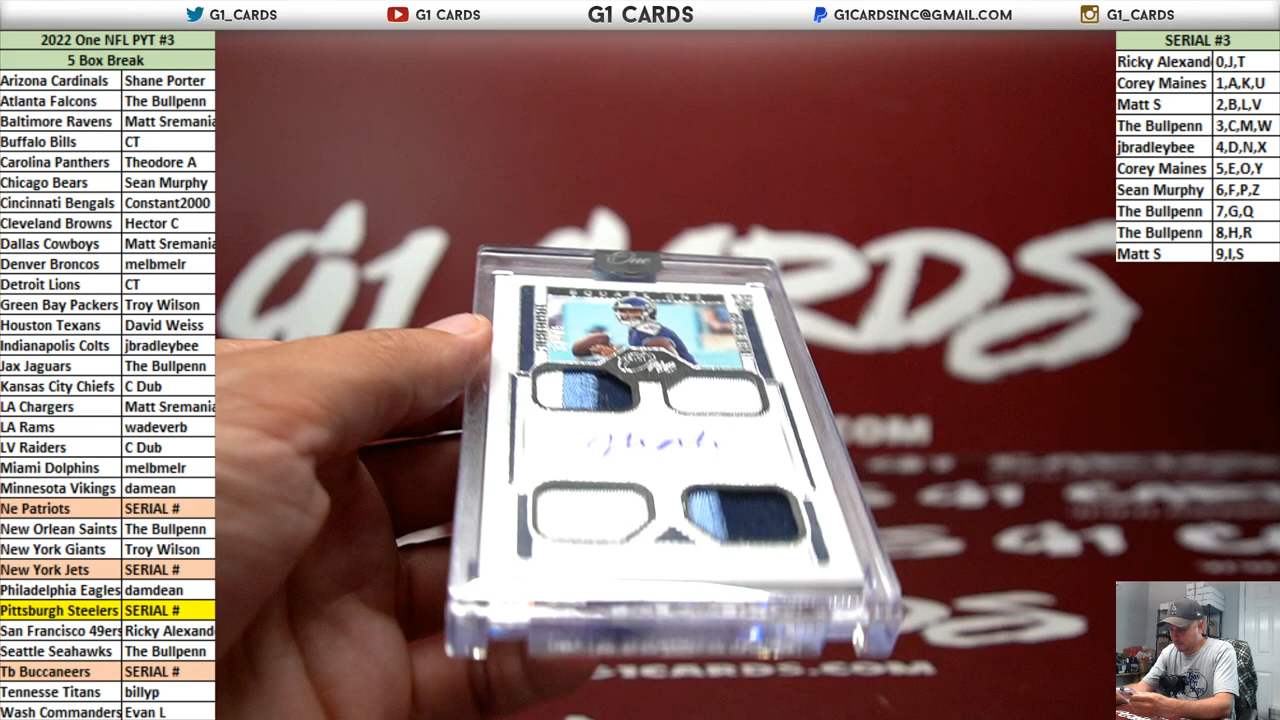 G1_CARDS G1 CARDS G1 CARDS G1CARDSINC@GMAIL.COM G1_CARDS
2022 One NFL PYT #3
5 Box Break
Arizona Cardinals Shane Porter
Atlanta Falcons The Bullpenn
Baltimore Ravens Matt Sremania
Buffalo Bills CT
Carolina Panthers Theodore A
Chicago Bears Sean Murphy
Cincinnati Bengals Constant2000
Cleveland Browns Hector C
Dallas Cowboys Matt Sremania
Denver Broncos melbmelr
Detroit Lions CT
Green Bay Packers Troy Wilson
Houston Texans David Weiss
Indianapolis Colts jbradleybee
Jax Jaguars The Bullpenn
Kansas City Chiefs C Dub
LA Chargers Matt Sremania
LA Rams wadeverb
LV Raiders C Dub
Miami Dolphins melbmelr
Minnesota Vikings damean
Ne Patriots SERIAL #
New Orlean Saints The Bullpenn
New York Giants Troy Wilson
New York Jets SERIAL #
Philadelphia Eagles damdean
Pittsburgh Steelers SERIAL #
San Francisco 49ers Ricky Alexand
Seattle Seahawks The Bullpenn
Tb Buccaneers SERIAL #
Tennesse Titans billyp
Wash Commanders Evan L
SERIAL #3
Ricky Alexand 0,J,T
Corey Maines 1,A,K,U
Matt S 2,B,L,V
The Bullpenn 3,C,M,W
jbradleybee 4,D,N,X
Corey Maines 5,E,O,Y
Sean Murphy 6,F,P,Z
The Bullpenn 7,G,Q
The Bullpenn 8,H,R
Matt S 9,I,S
One
G1 CARDS
G1CARDS.COM